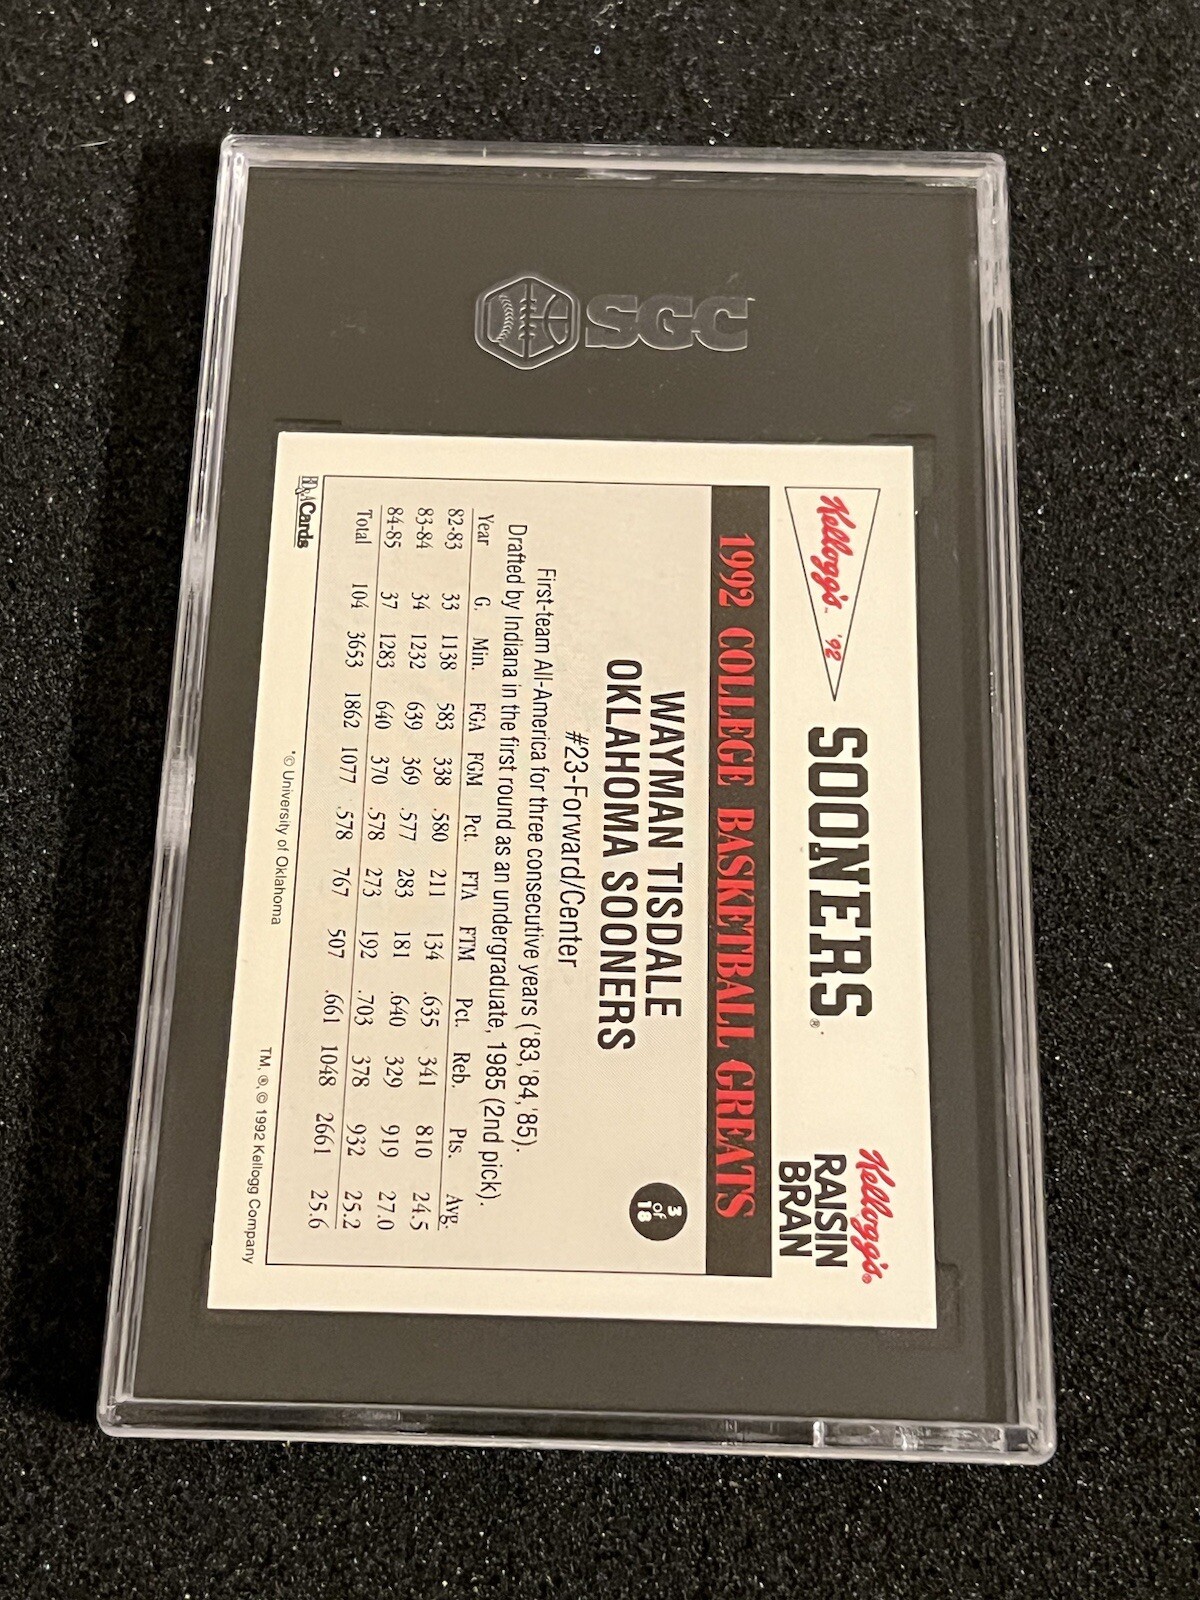 SGC
Kellogg's '92
SOONERS®
Kellogg's®
RAISIN
BRAN
1992 COLLEGE BASKETBALL GREATS
WAYMAN TISDALE
OKLAHOMA SOONERS
3
of
18
#23-Forward/Center
First-team All-America for three consecutive years ('83, '84, '85).
Drafted by Indiana in the first round as an undergraduate, 1985 (2nd pick).
Year G. Min. FGA FGM Pct. FTA FTM Pct. Reb. Pts. Avg.
82-83 33 1138 583 338 .580 211 134 .635 341 810 24.5
83-84 34 1232 639 369 .577 283 181 .640 329 919 27.0
84-85 37 1283 640 370 .578 273 192 .703 378 932 25.2
Total 104 3653 1862 1077 .578 767 507 .661 1048 2661 25.6
Cards
*© University of Oklahoma
TM, ®, © 1992 Kellogg Company